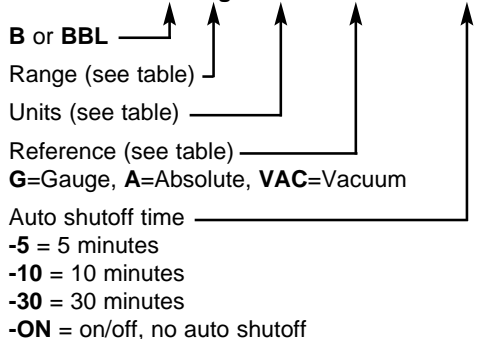 B or BBL
Range (see table)
Units (see table)
Reference (see table)
G=Gauge, A=Absolute, VAC=Vacuum
Auto shutoff time
-5 = 5 minutes
-10 = 10 minutes
-30 = 30 minutes
-ON = on/off, no auto shutoff